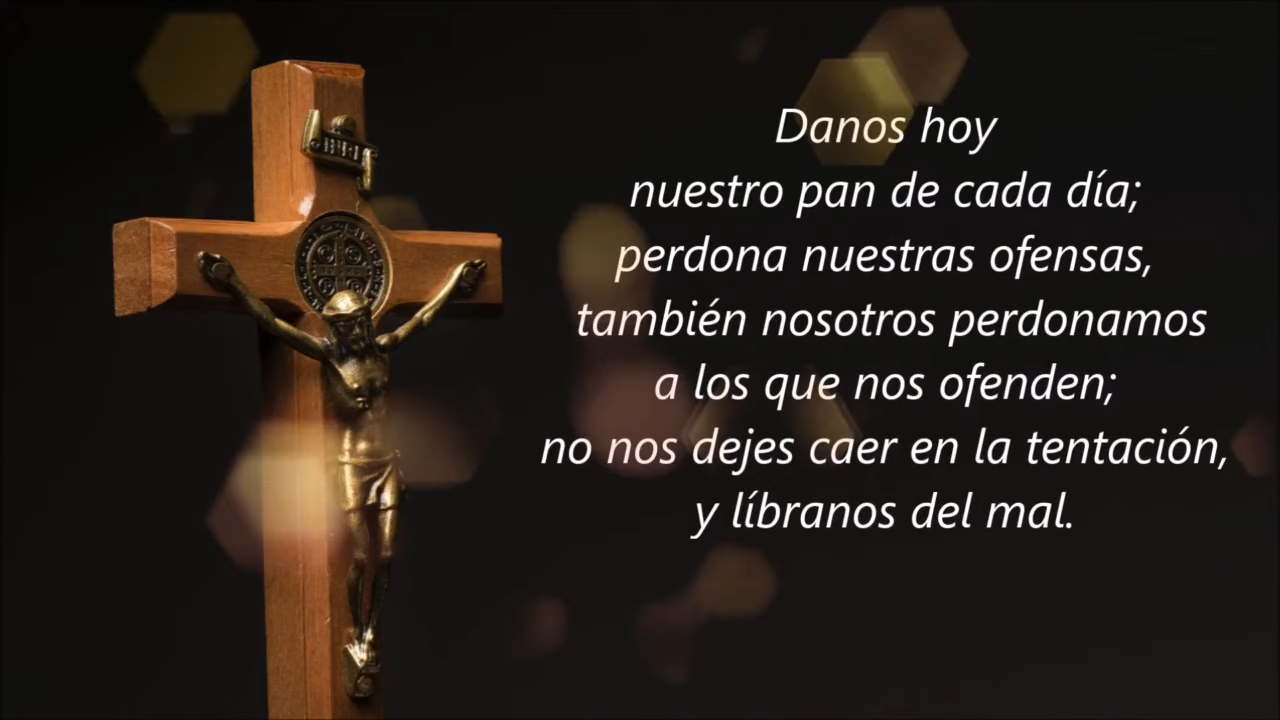 Danos hoy
nuestro pan de cada día;
perdona nuestras ofensas,
también nosotros perdonamos
a los que nos ofenden;
no nos dejes caer en la tentación,
y líbranos del mal.